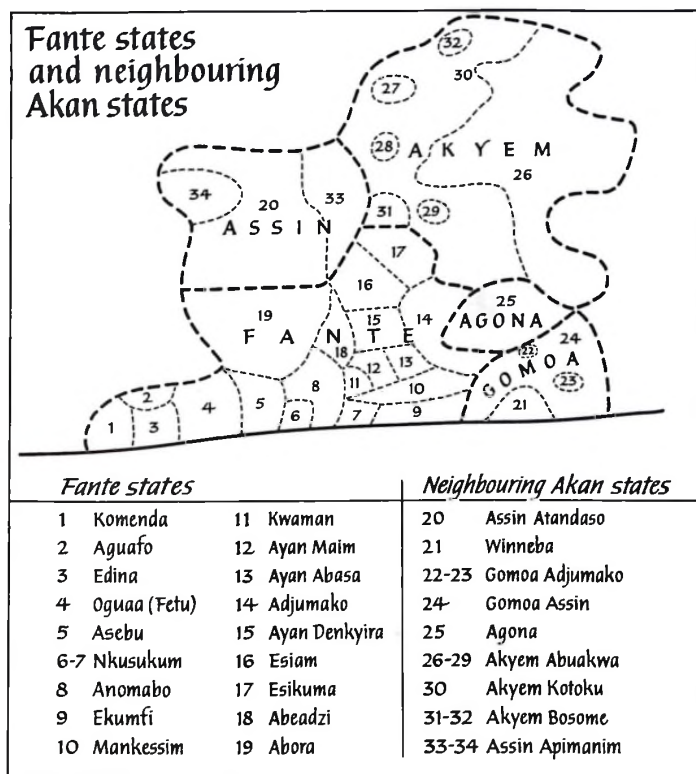 Fante states
and neighbouring
Akan states
32
30
27
28
AKYEM
26
34
20
33
ASSIN
31
29
17
16
19
FANTE
15
14
25
AGONA
18
12
13
22
24
GOMOA
23
2
1
3
4
5
8
6
11
10
7
9
21
Fante states
1 Komenda
2 Aguafo
3 Edina
4 Oguaa (Fetu)
5 Asebu
6-7 Nkusukum
8 Anomabo
9 Ekumfi
10 Mankessim
11 Kwaman
12 Ayan Maim
13 Ayan Abasa
14 Adjumako
15 Ayan Denkyira
16 Esiam
17 Esikuma
18 Abeadzi
19 Abora
Neighbouring Akan states
20 Assin Atandaso
21 Winneba
22-23 Gomoa Adjumako
24 Gomoa Assin
25 Agona
26-29 Akyem Abuakwa
30 Akyem Kotoku
31-32 Akyem Bosome
33-34 Assin Apimanim